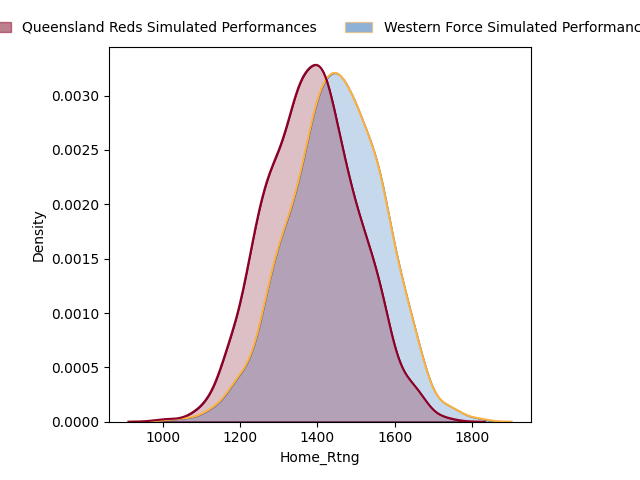 Queensland Reds Simulated Performances
Western Force Simulated
0.0030
0.0025
0.0020
0.0015
0.0010
0.0005
0.0000
Density
1000 1200 1400 1600 1800
Home_Rtng